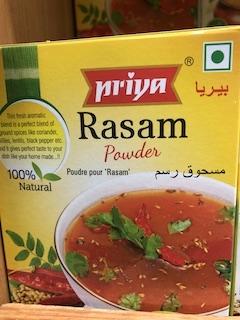 Priya ®
بيريا
Rasam
Powder
Poudre pour 'Rasam'
مسحوق رسم
This fresh aromatic
blend is a perfect blend of
ground spices like coriander,
chillies, lentils, black pepper etc.
and it gives perfect taste to your
dish like your home made...!!
100%
Natural